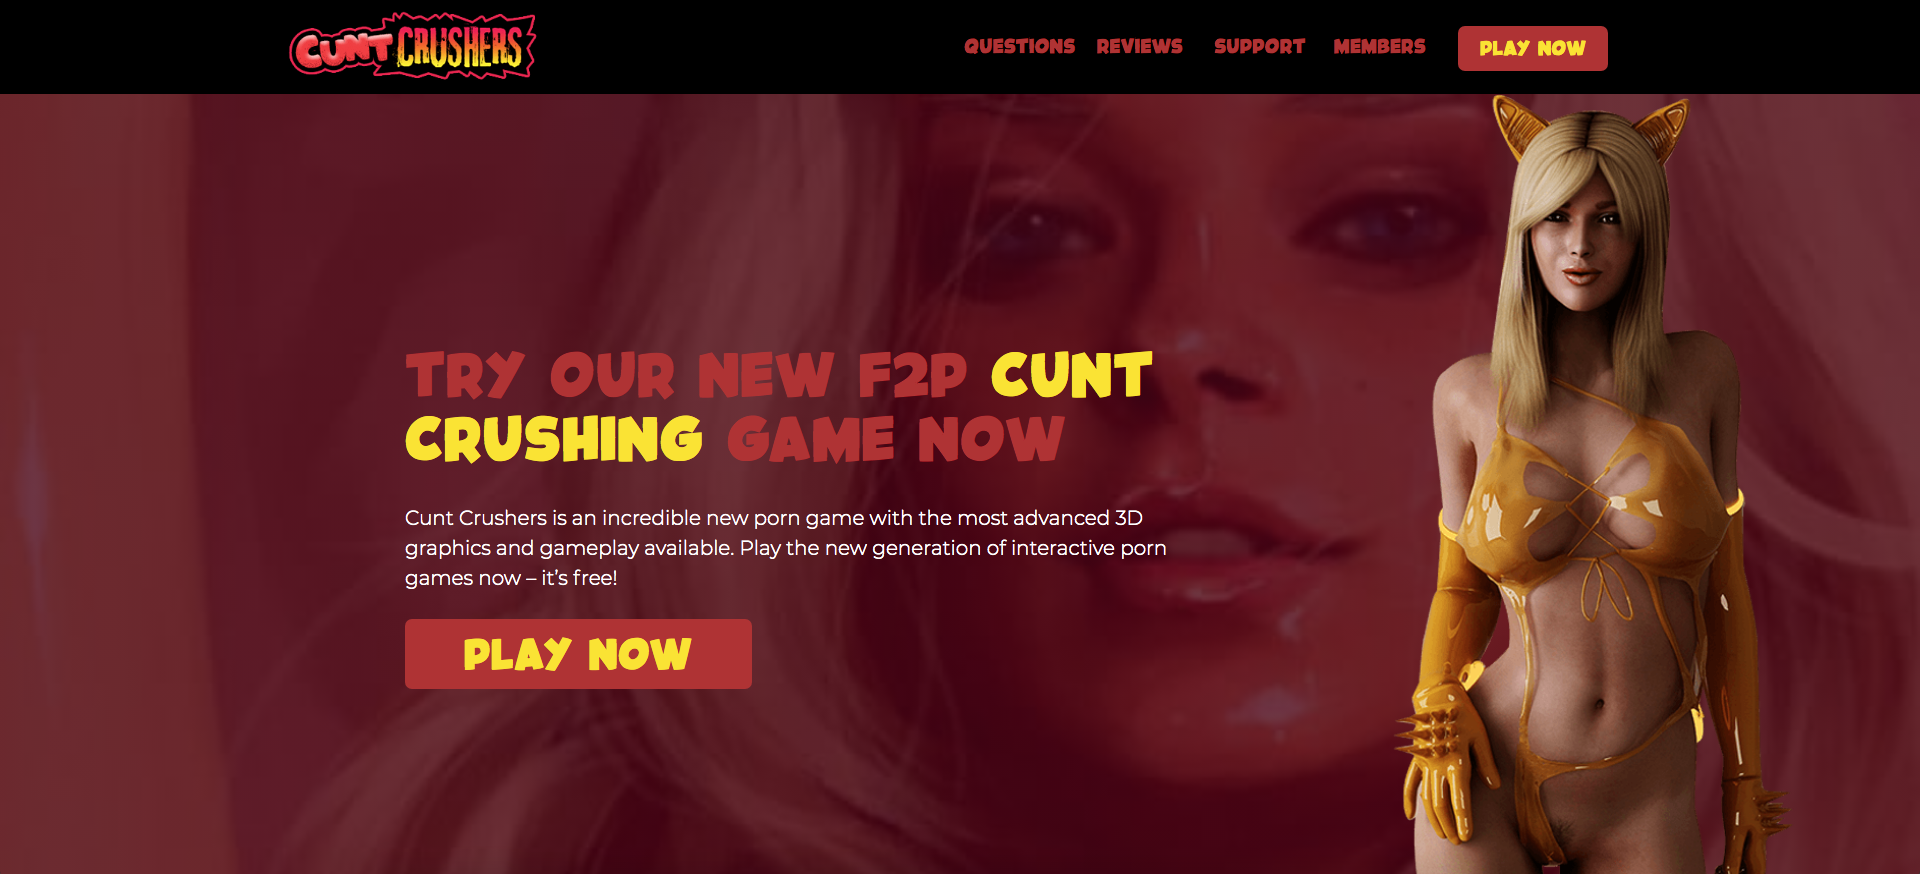 CUNT CRUSHERS
QUESTIONS REVIEWS SUPPORT MEMBERS PLAY NOW
TRY OUR NEW F2P CUNT
CRUSHING GAME NOW
Cunt Crushers is an incredible new porn game with the most advanced 3D
graphics and gameplay available. Play the new generation of interactive porn
games now – it’s free!
PLAY NOW